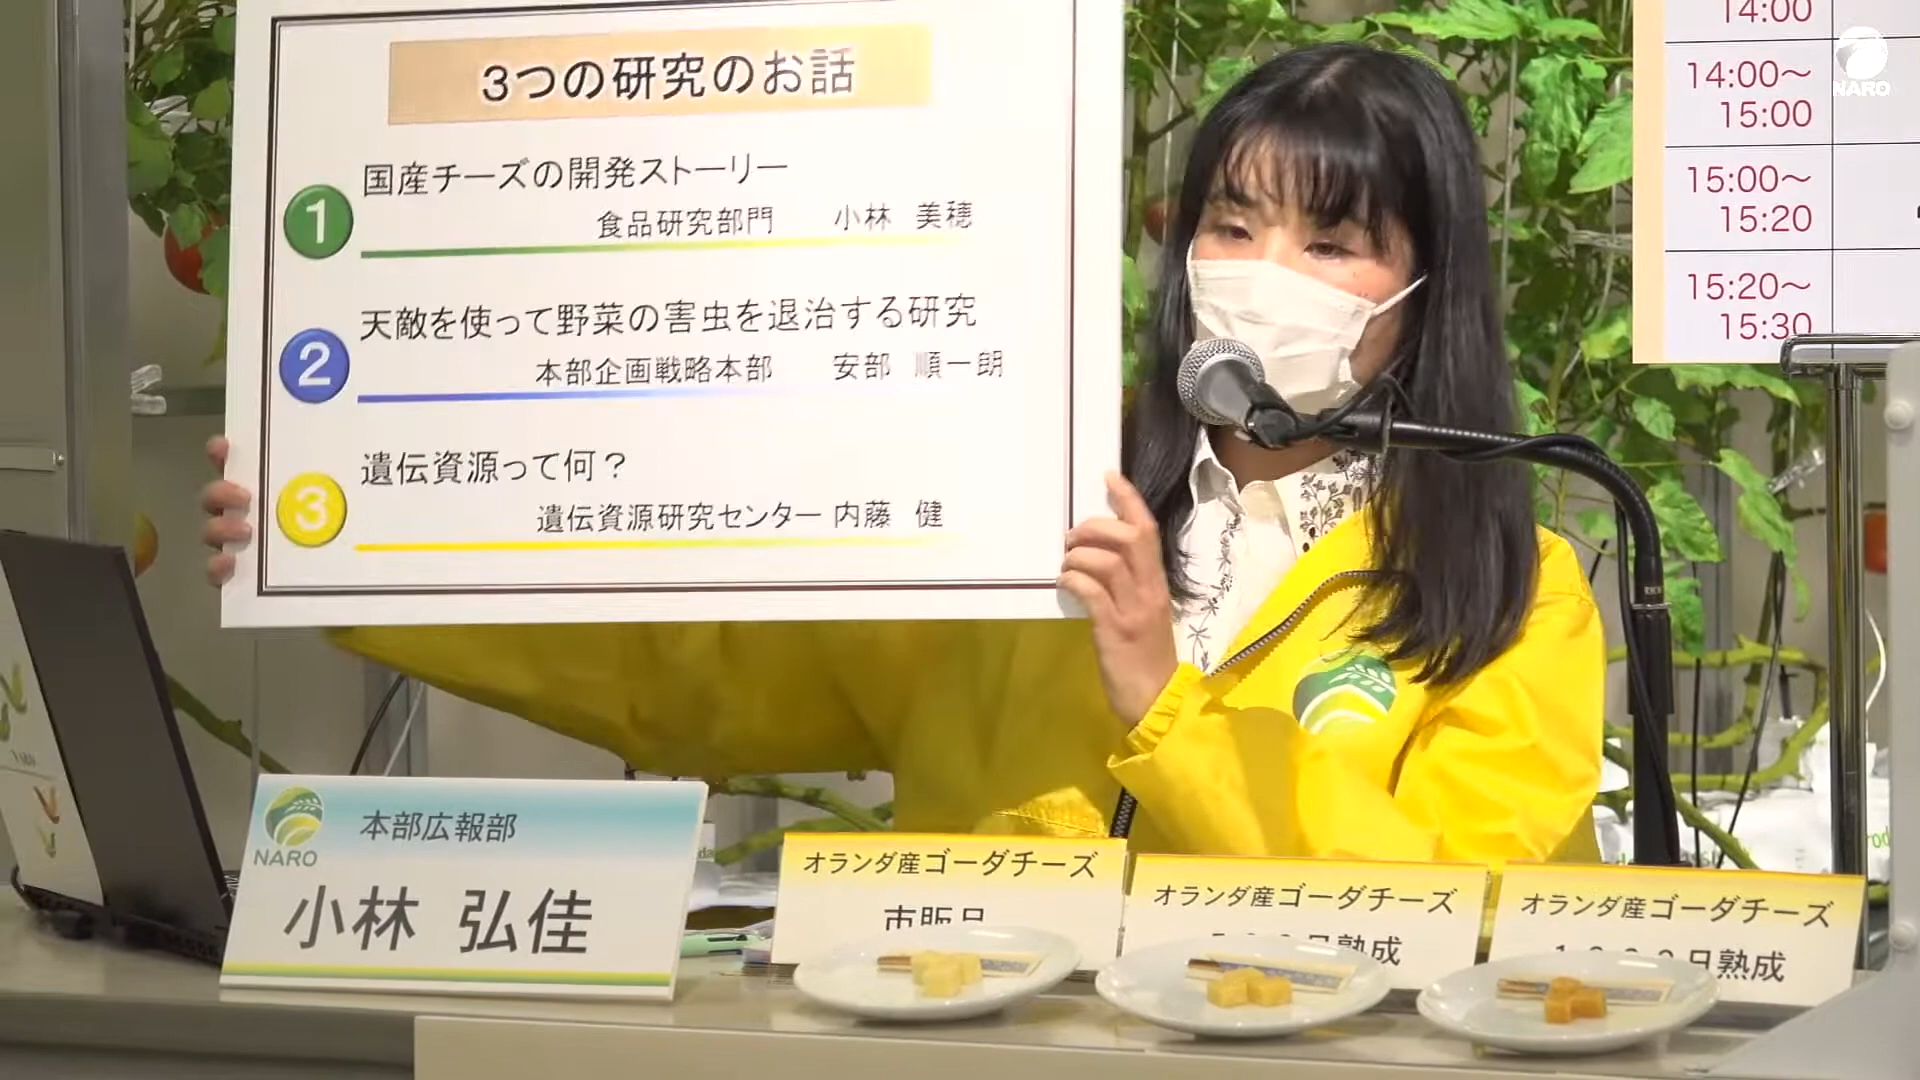 3つの研究のお話
1
国産チーズの開発ストーリー
食品研究部門 小林 美穂
2
天敵を使って野菜の害虫を退治する研究
本部企画戦略本部 安部 順一朗
3
遺伝資源って何？
遺伝資源研究センター 内藤 健
14:00
14:00～
15:00
15:00～
15:20
15:20～
15:30
NARO
NARO
本部広報部
NARO
小林 弘佳
オランダ産ゴーダチーズ
市販品
オランダ産ゴーダチーズ
日熟成
オランダ産ゴーダチーズ
日熟成